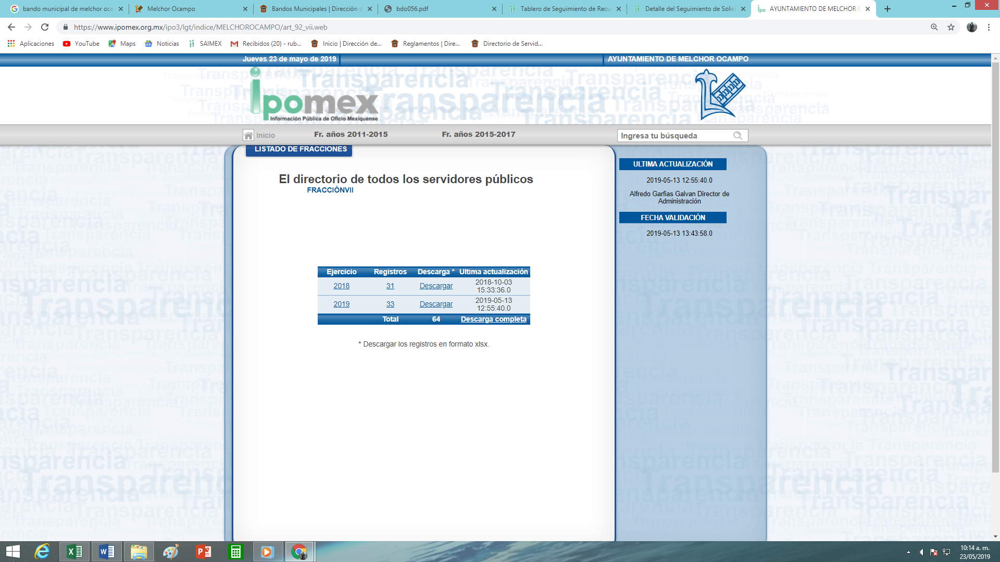 bando municipal de melchor oca
Melchor Ocampo
Bandos Municipales | Dirección d
bdo056.pdf
Tablero de Seguimiento de Recu
Detalle del Seguimiento de Solic
AYUNTAMIENTO DE MELCHOR O
https://www.ipomex.org.mx/ipo3/lgt/indice/MELCHOROCAMPO/art_92_vii.web
Aplicaciones
YouTube
Maps
Noticias
SAIMEX
Recibidos (20) - rub...
Inicio | Dirección de...
Reglamentos | Dire...
Directorio de Servid...
Jueves 23 de mayo de 2019
AYUNTAMIENTO DE MELCHOR OCAMPO
ipomex
Información Pública de Oficio Mexiquense
Transparencia
Inicio
Fr. años 2011-2015
Fr. años 2015-2017
Ingresa tu búsqueda
LISTADO DE FRACCIONES
El directorio de todos los servidores públicos
FRACCIÓNVII
ULTIMA ACTUALIZACIÓN
2019-05-13 12:55:40.0
Alfredo Garfias Galvan Director de
Administración
FECHA VALIDACIÓN
2019-05-13 13:43:58.0
Ejercicio Registros Descarga * Ultima actualización
2018 31 Descargar 2018-10-03 15:33:36.0
2019 33 Descargar 2019-05-13 12:55:40.0
Total 64 Descarga completa
* Descargar los registros en formato xlsx.
10:14 a. m.
23/05/2019